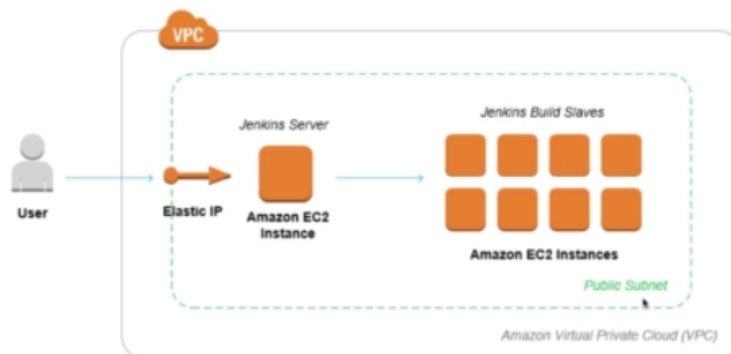 VPC
Jenkins Server
Jenkins Build Slaves
User
Elastic IP
Amazon EC2
Instance
Amazon EC2 Instances
Public Subnet
Amazon Virtual Private Cloud (VPC)